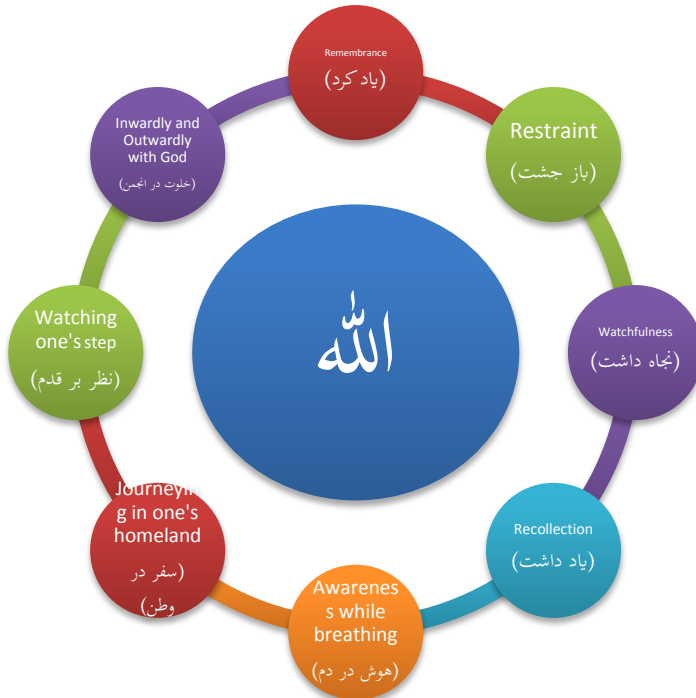 Remembrance
(یاد کرد)
Restraint
(باز جشت)
Watchfulness
(نجاه داشت)
Recollection
(یاد داشت)
Awarenes
s while
breathing
(هوش در دم)
Journeyin
g in one's
homeland
(سفر در
وطن)
Watching
one's step
(نظر بر قدم)
Inwardly and
Outwardly
with God
(خلوت در انجمن)
الله